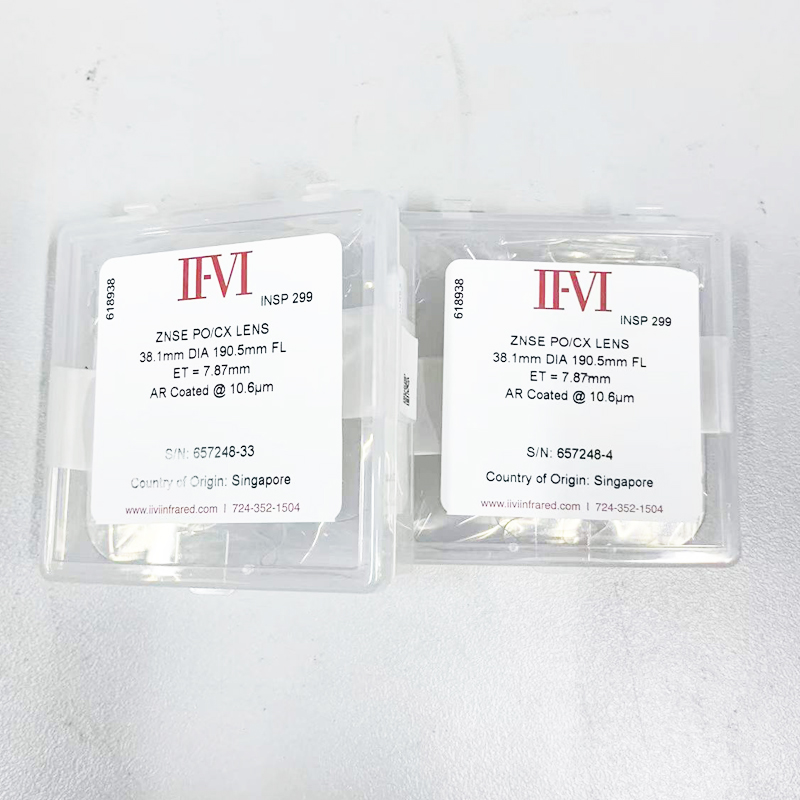 618938
II-VI
INSP 299
ZNSE PO/CX LENS
38.1mm DIA 190.5mm FL
ET = 7.87mm
AR Coated @ 10.6µm
S/N: 657248-33
Country of Origin: Singapore
www.iiviinfrared.com | 724-352-1504
618938
II-VI
INSP 299
ZNSE PO/CX LENS
38.1mm DIA 190.5mm FL
ET = 7.87mm
AR Coated @ 10.6µm
S/N: 657248-4
Country of Origin: Singapore
www.iiviinfrared.com | 724-352-1504